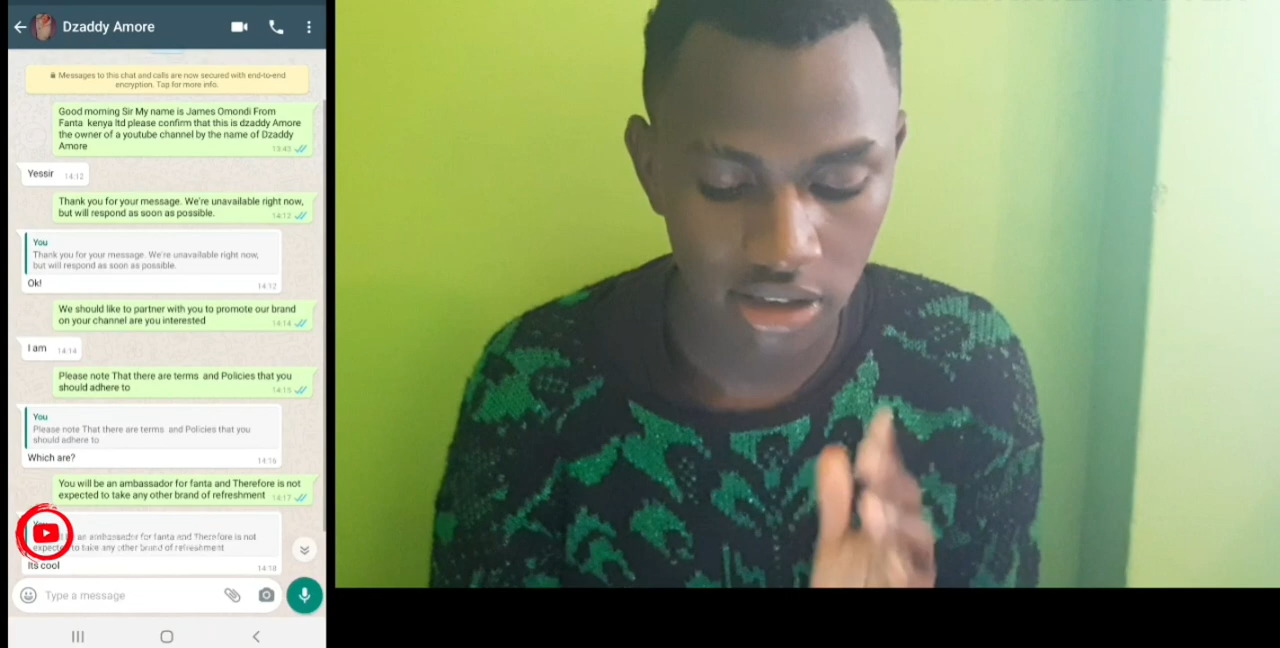 Dzaddy Amore
Messages to this chat and calls are now secured with end-to-end
encryption. Tap for more info.
Good morning Sir My name is James Omondi From
Fanta kenya ltd please confirm that this is dzaddy Amore
the owner of a youtube channel by the name of Dzaddy
Amore
13:43
Yessir 14:12
Thank you for your message. We're unavailable right now,
but will respond as soon as possible. 14:12
You
Thank you for your message. We're unavailable right now,
but will respond as soon as possible.
Ok!
14:12
We should like to partner with you to promote our brand
on your channel are you interested 14:14
I am 14:14
Please note That there are terms and Policies that you
should adhere to 14:15
You
Please note That there are terms and Policies that you
should adhere to
Which are? 14:16
You will be an ambassador for fanta and Therefore is not
expected to take any other brand of refreshment 14:17
be an ambassador for fanta and Therefore is not
expected to take any other brand of refreshment
Its cool 14:18
Type a message